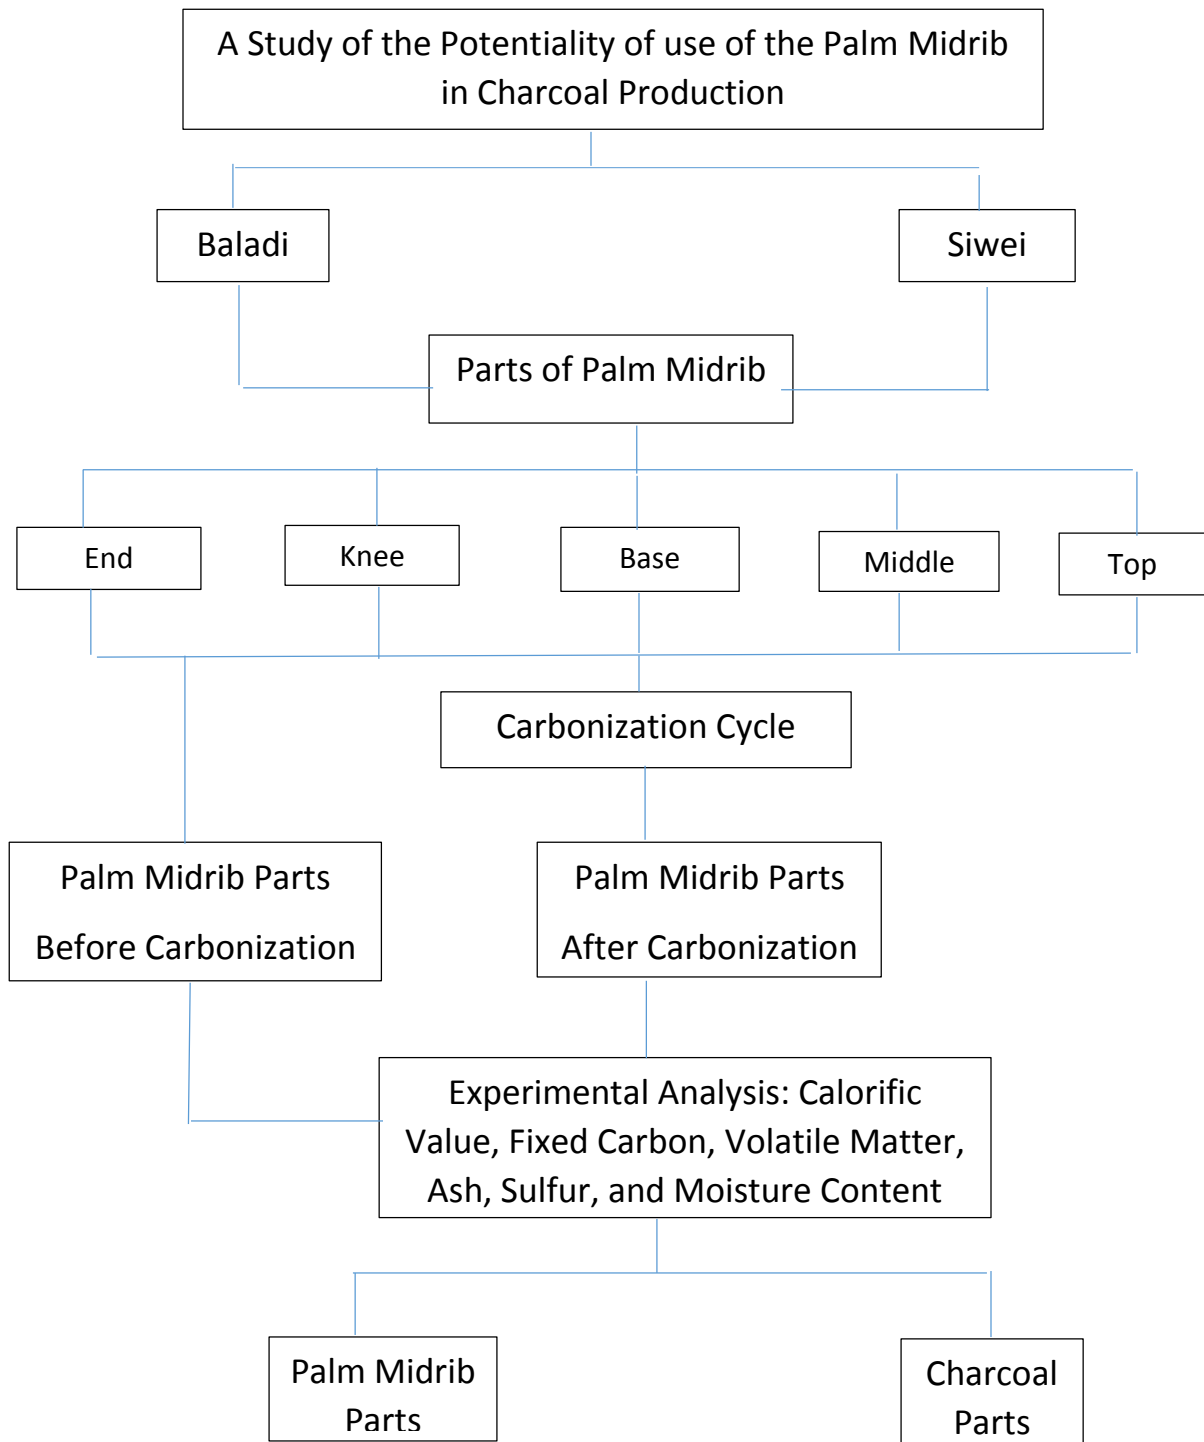 A Study of the Potentiality of use of the Palm Midrib
in Charcoal Production
Baladi
Siwei
Parts of Palm Midrib
End
Knee
Base
Middle
Top
Carbonization Cycle
Palm Midrib Parts
Before Carbonization
Palm Midrib Parts
After Carbonization
Experimental Analysis: Calorific
Value, Fixed Carbon, Volatile Matter,
Ash, Sulfur, and Moisture Content
Palm Midrib
Parts
Charcoal
Parts